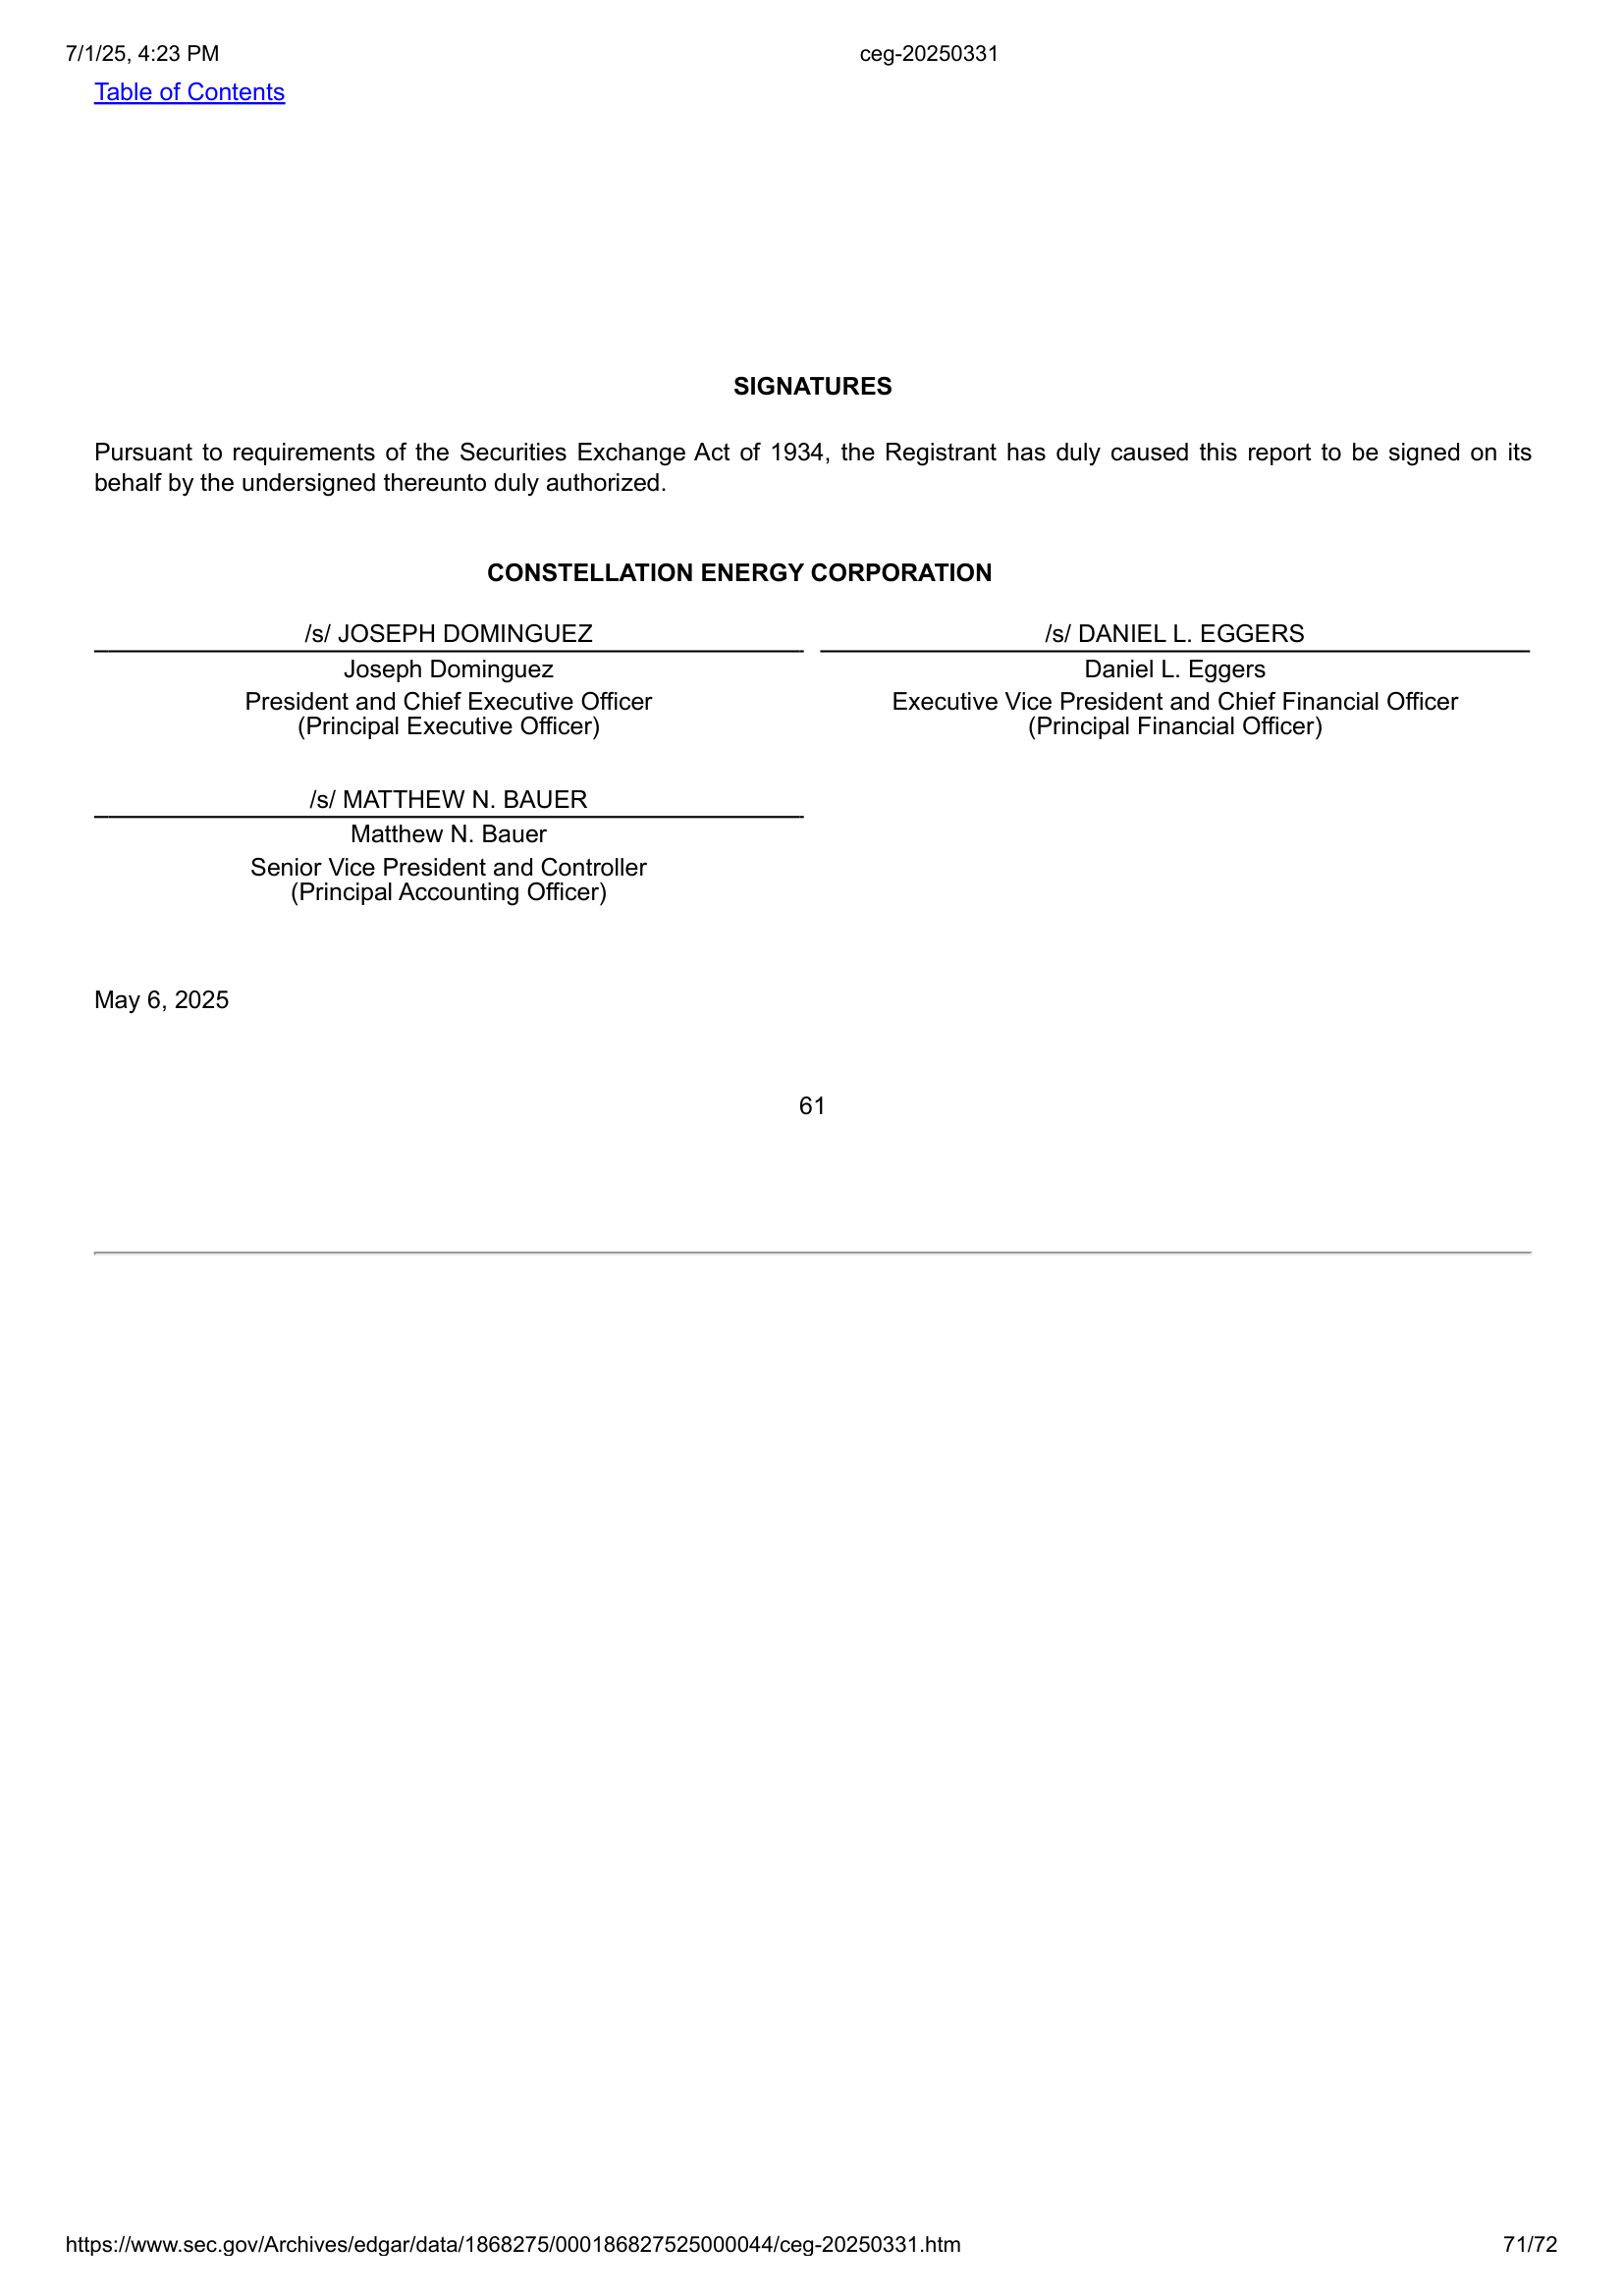 7/1/25, 4:23 PM ceg-20250331
Table of Contents
SIGNATURES
Pursuant to requirements of the Securities Exchange Act of 1934, the Registrant has duly caused this report to be signed on its
behalf by the undersigned thereunto duly authorized.
CONSTELLATION ENERGY CORPORATION
/s/ JOSEPH DOMINGUEZ /s/ DANIEL L. EGGERS
Joseph Dominguez Daniel L. Eggers
President and Chief Executive Officer Executive Vice President and Chief Financial Officer
(Principal Executive Officer) (Principal Financial Officer)
/s/ MATTHEW N. BAUER
Matthew N. Bauer
Senior Vice President and Controller
(Principal Accounting Officer)
May 6, 2025
61
https://www.sec.gov/Archives/edgar/data/1868275/000186827525000044/ceg-20250331.htm 71/72